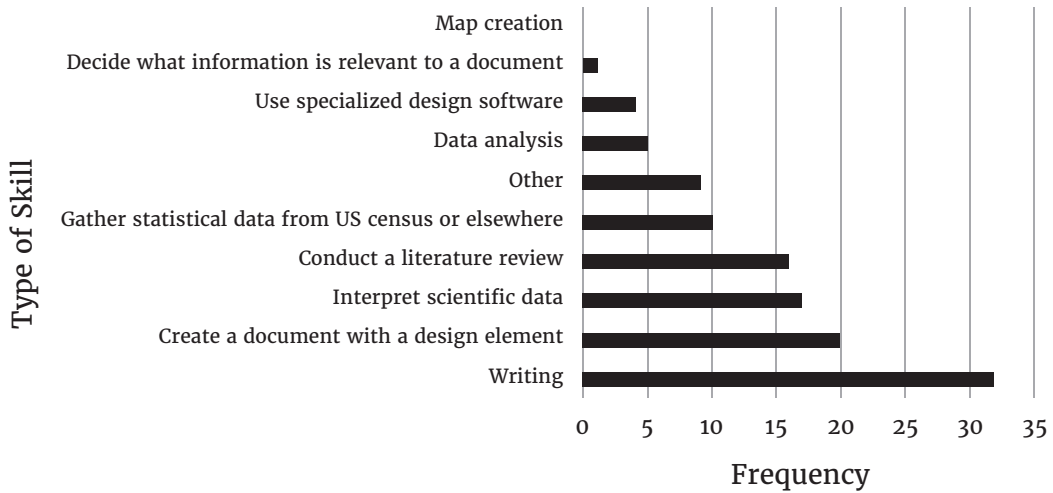 Map creation
Decide what information is relevant to a document
Use specialized design software
Data analysis
Other
Gather statistical data from US census or elsewhere
Conduct a literature review
Interpret scientific data
Create a document with a design element
Writing
Type of Skill
0 5 10 15 20 25 30 35
Frequency